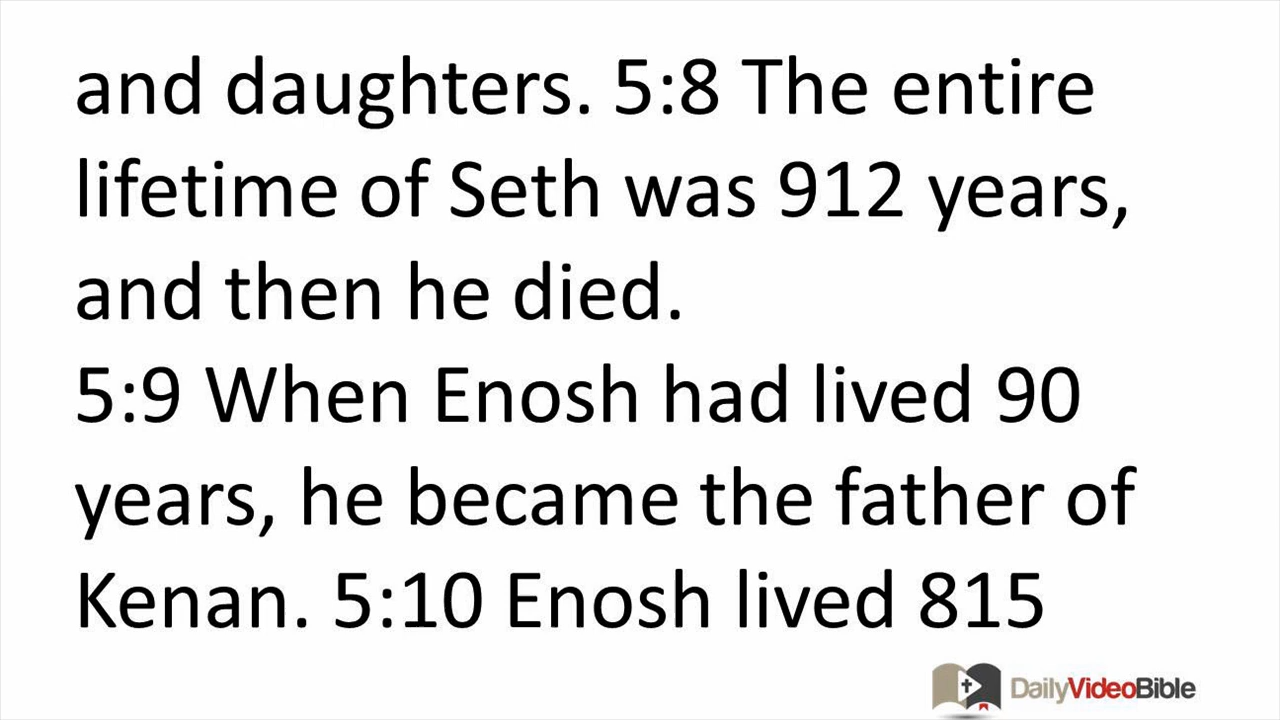 and daughters. 5:8 The entire
lifetime of Seth was 912 years,
and then he died.
5:9 When Enosh had lived 90
years, he became the father of
Kenan. 5:10 Enosh lived 815
DailyVideoBible